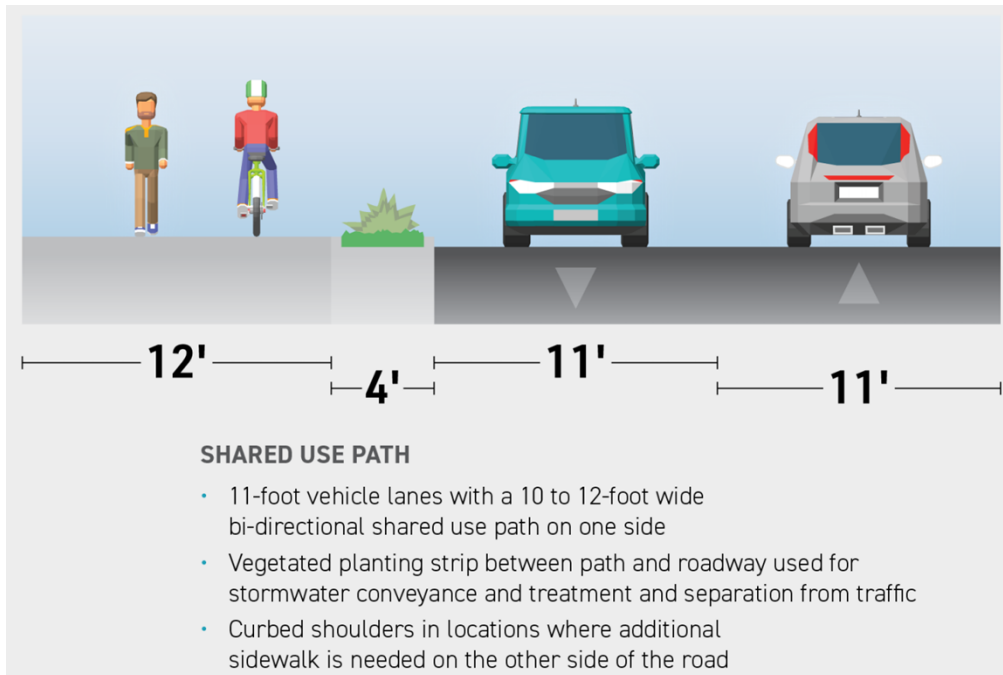 12'
4'
11'
11'
SHARED USE PATH
• 11-foot vehicle lanes with a 10 to 12-foot wide
bi-directional shared use path on one side
• Vegetated planting strip between path and roadway used for
stormwater conveyance and treatment and separation from traffic
• Curbed shoulders in locations where additional
sidewalk is needed on the other side of the road